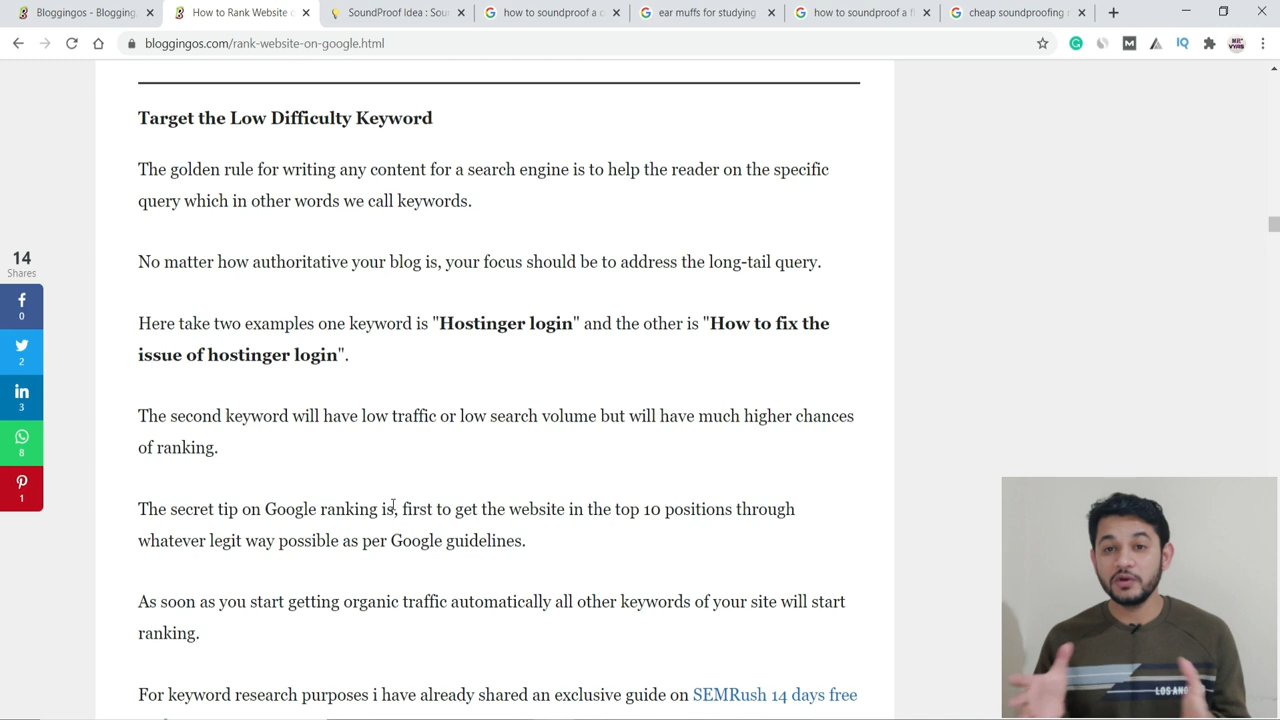 Bloggingos - Blogging
How to Rank Website o
SoundProof Idea : Sou
how to soundproof a c
ear muffs for studying
how to soundproof a f
cheap soundproofing r
bloggingos.com/rank-website-on-google.html
Target the Low Difficulty Keyword
The golden rule for writing any content for a search engine is to help the reader on the specific
query which in other words we call keywords.
No matter how authoritative your blog is, your focus should be to address the long-tail query.
Here take two examples one keyword is "Hostinger login" and the other is "How to fix the
issue of hostinger login".
The second keyword will have low traffic or low search volume but will have much higher chances
of ranking.
The secret tip on Google ranking is, first to get the website in the top 10 positions through
whatever legit way possible as per Google guidelines.
As soon as you start getting organic traffic automatically all other keywords of your site will start
ranking.
For keyword research purposes i have already shared an exclusive guide on SEMRush 14 days free
14
Shares
0
2
3
8
1
LOS AN